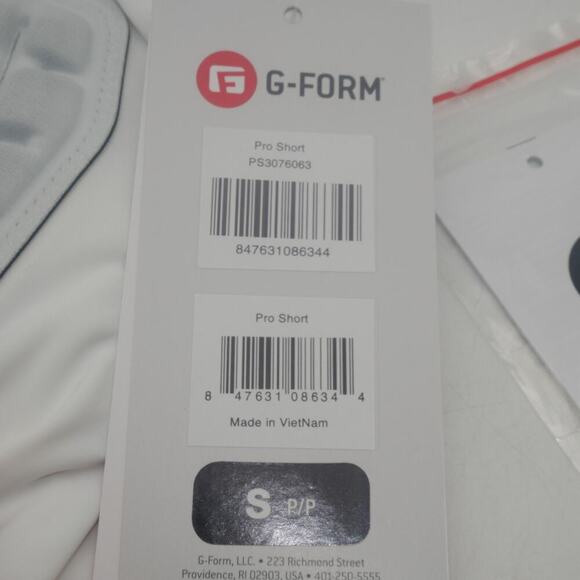 G-FORM
Pro Short
PS3076063
847631086344
Pro Short
8 47631 08634 4
Made in VietNam
S P/P
G-Form, LLC. • 223 Richmond Street
Providence, RI 02903, USA • 401-250-5555